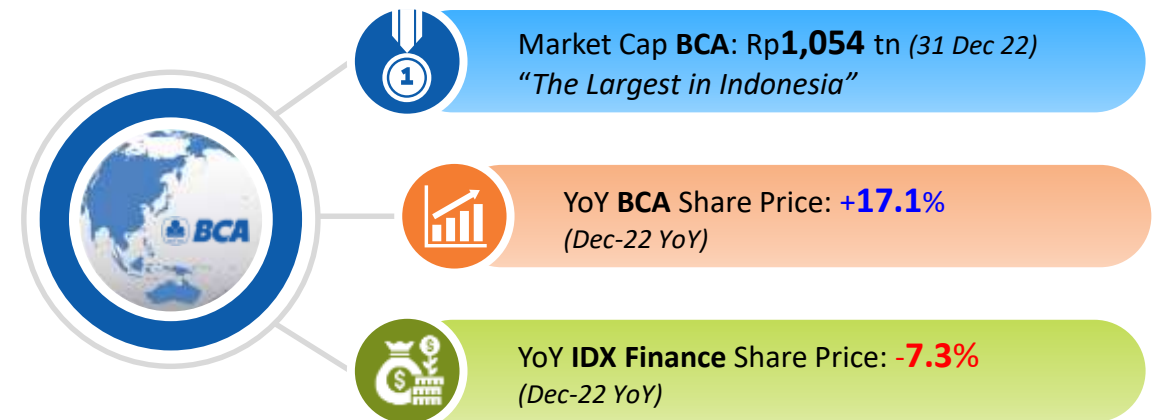 1
Market Cap BCA: Rp1,054 tn (31 Dec 22)
“The Largest in Indonesia”
BCA
YoY BCA Share Price: +17.1%
(Dec-22 YoY)
$
$
YoY IDX Finance Share Price: -7.3%
(Dec-22 YoY)